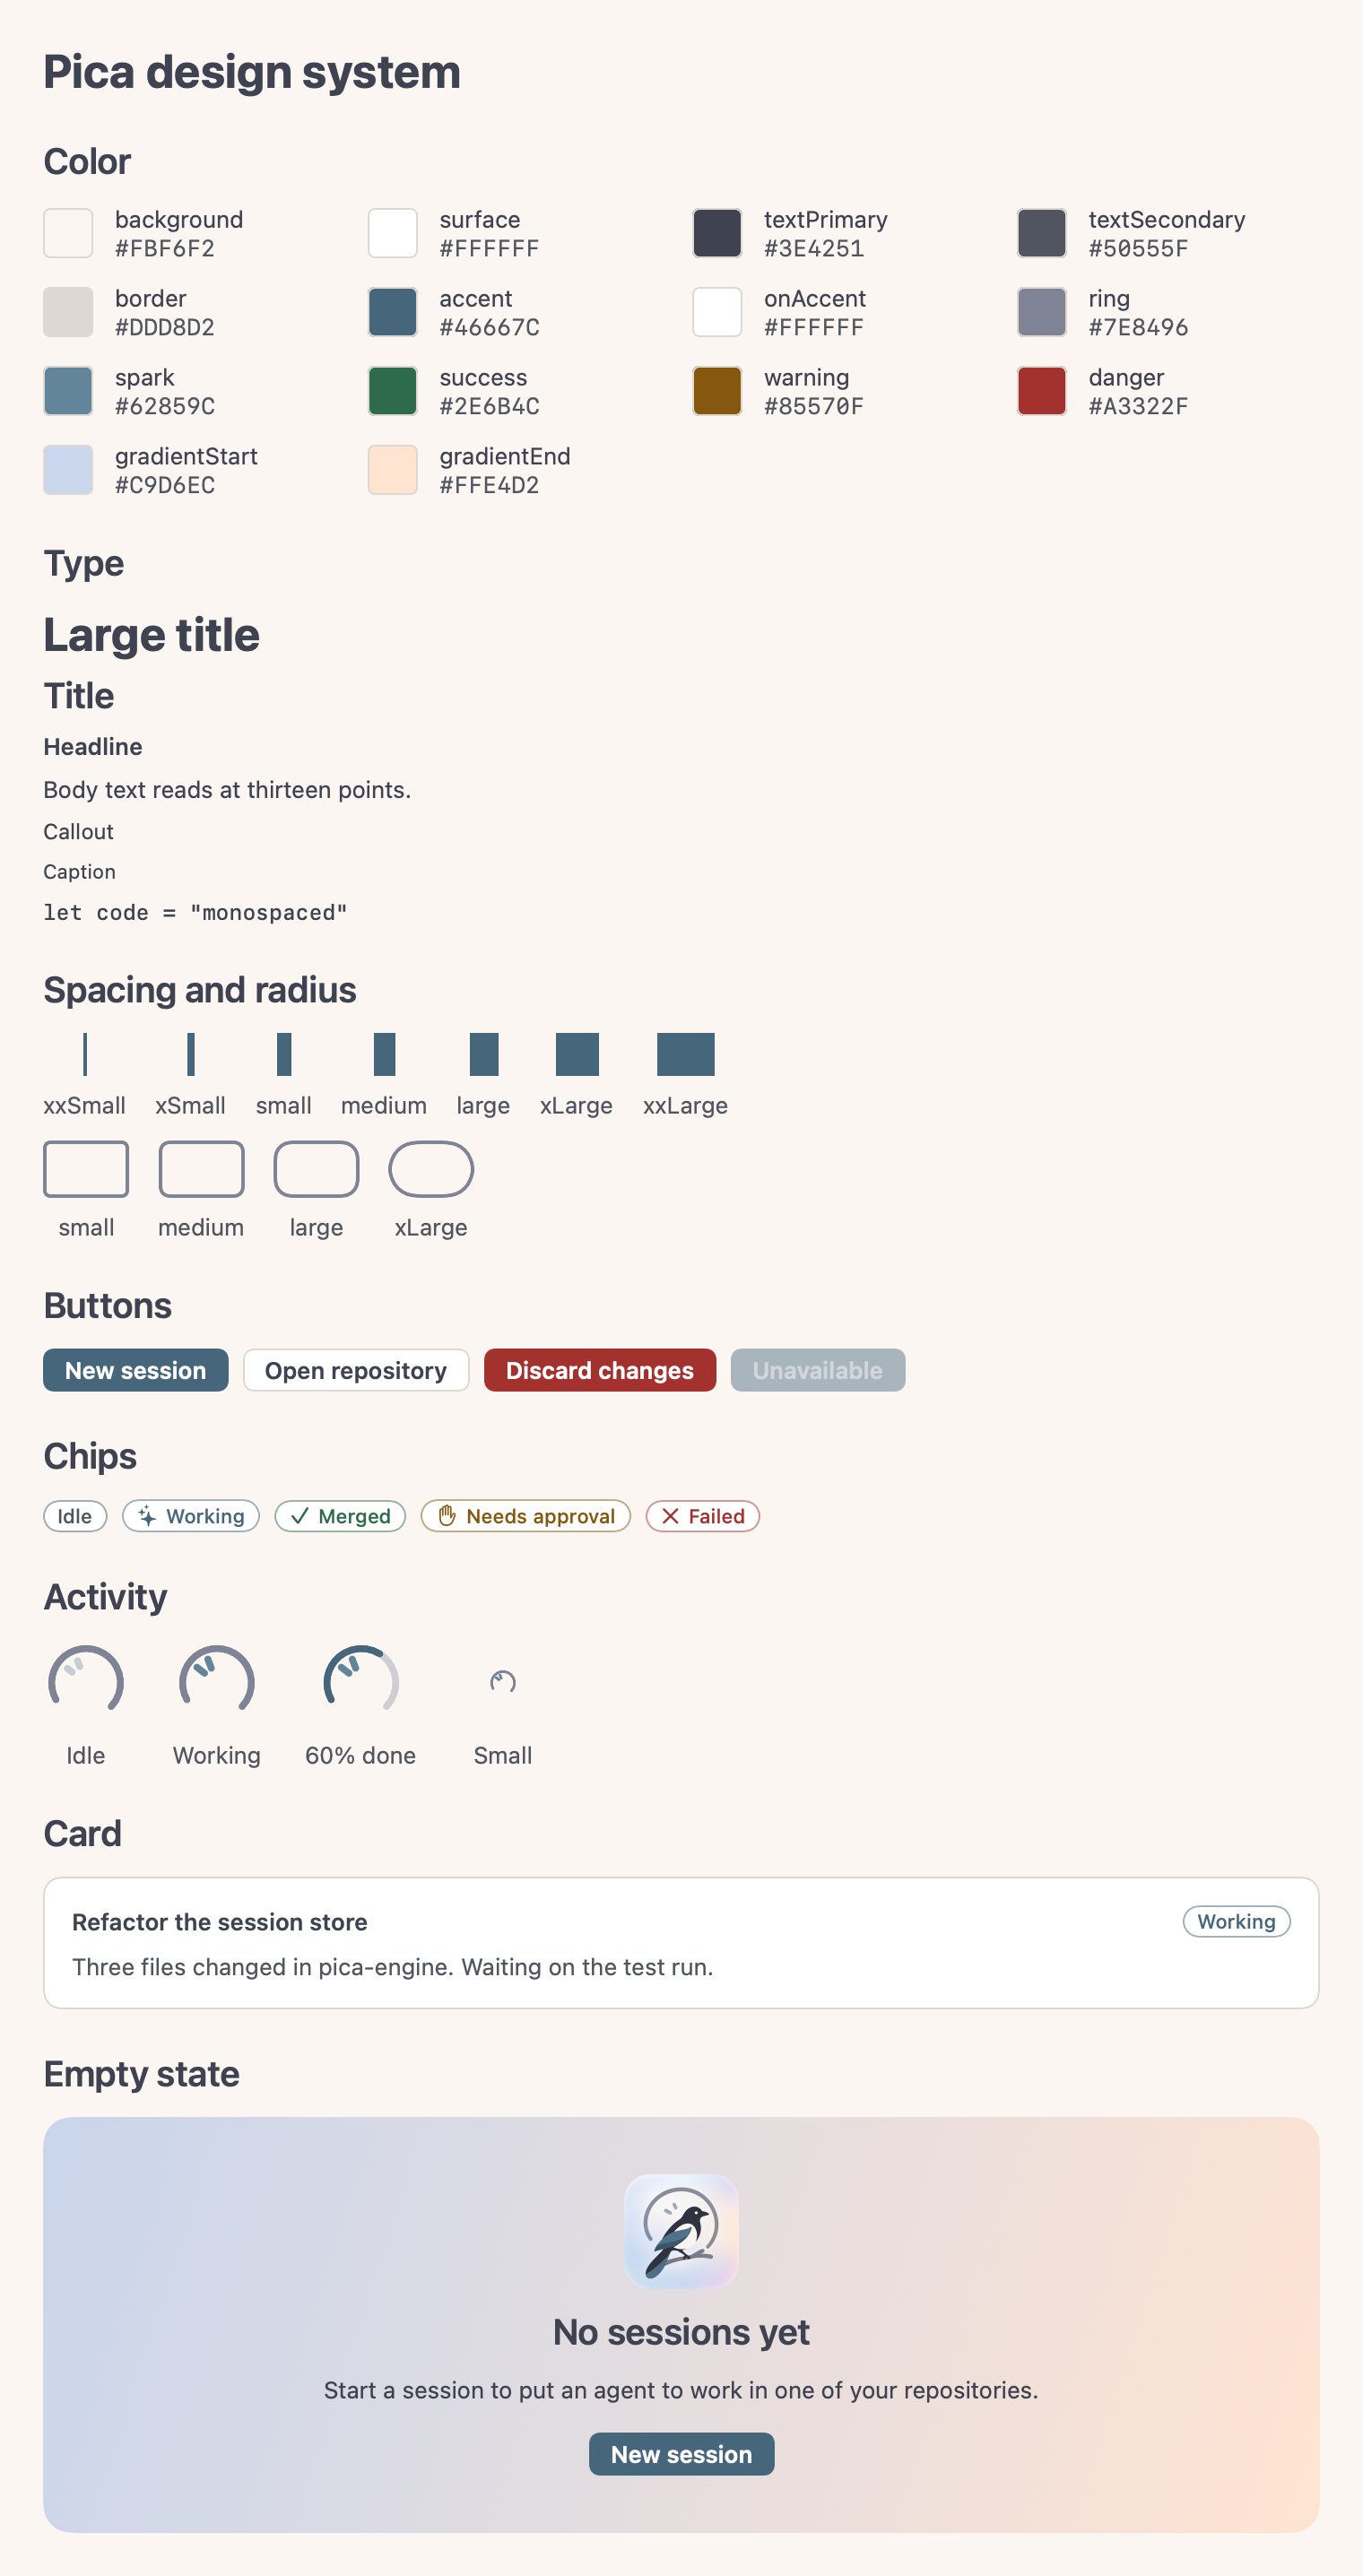 Pica design system
Color
background
#FBF6F2
surface
#FFFFFF
textPrimary
#3E4251
textSecondary
#50555F
border
#DDD8D2
accent
#46667C
onAccent
#FFFFFF
ring
#7E8496
spark
#62859C
success
#2E6B4C
warning
#85570F
danger
#A3322F
gradientStart
#C9D6EC
gradientEnd
#FFE4D2
Type
Large title
Title
Headline
Body text reads at thirteen points.
Callout
Caption
let code = "monospaced"
Spacing and radius
xxSmall xSmall small medium large xLarge xxLarge
small medium large xLarge
Buttons
New session Open repository Discard changes Unavailable
Chips
Idle Working Merged Needs approval Failed
Activity
Idle Working 60% done Small
Card
Refactor the session store Working
Three files changed in pica-engine. Waiting on the test run.
Empty state
No sessions yet
Start a session to put an agent to work in one of your repositories.
New session